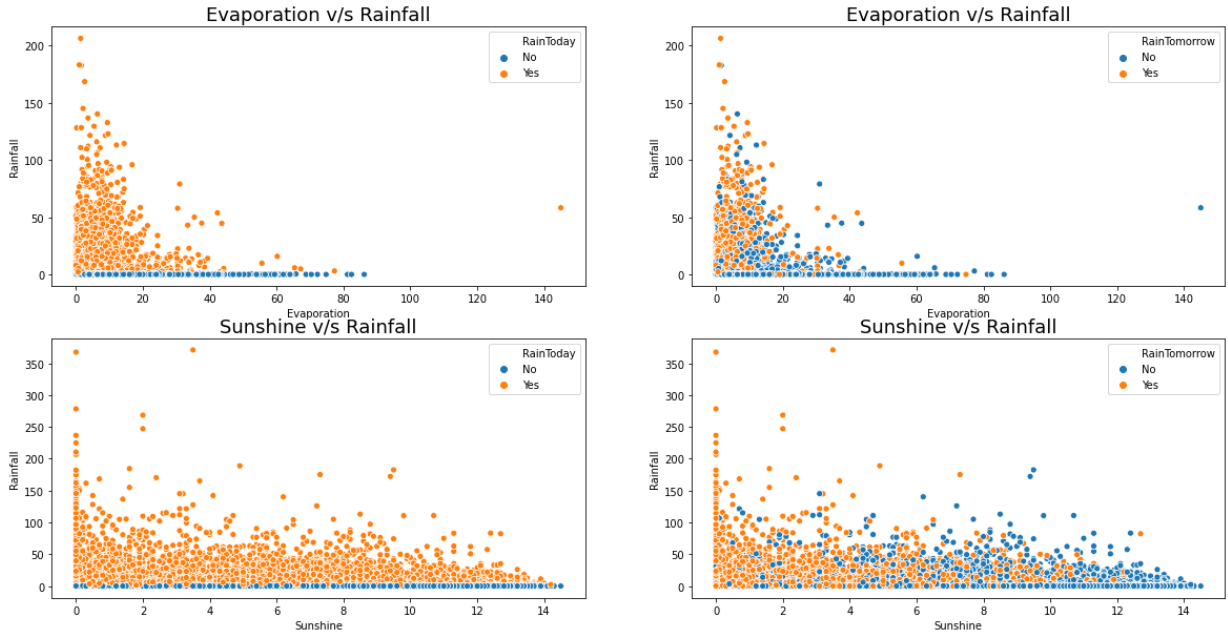 Evaporation v/s Rainfall
RainToday
No
Yes
200
150
100
50
0
Rainfall
0 20 40 60 80 100 120 140
Evaporation
Evaporation v/s Rainfall
RainTomorrow
No
Yes
200
150
100
50
0
Rainfall
0 20 40 60 80 100 120 140
Evaporation
Sunshine v/s Rainfall
RainToday
No
Yes
350
300
250
200
150
100
50
0
Rainfall
0 2 4 6 8 10 12 14
Sunshine
Sunshine v/s Rainfall
RainTomorrow
No
Yes
350
300
250
200
150
100
50
0
Rainfall
0 2 4 6 8 10 12 14
Sunshine